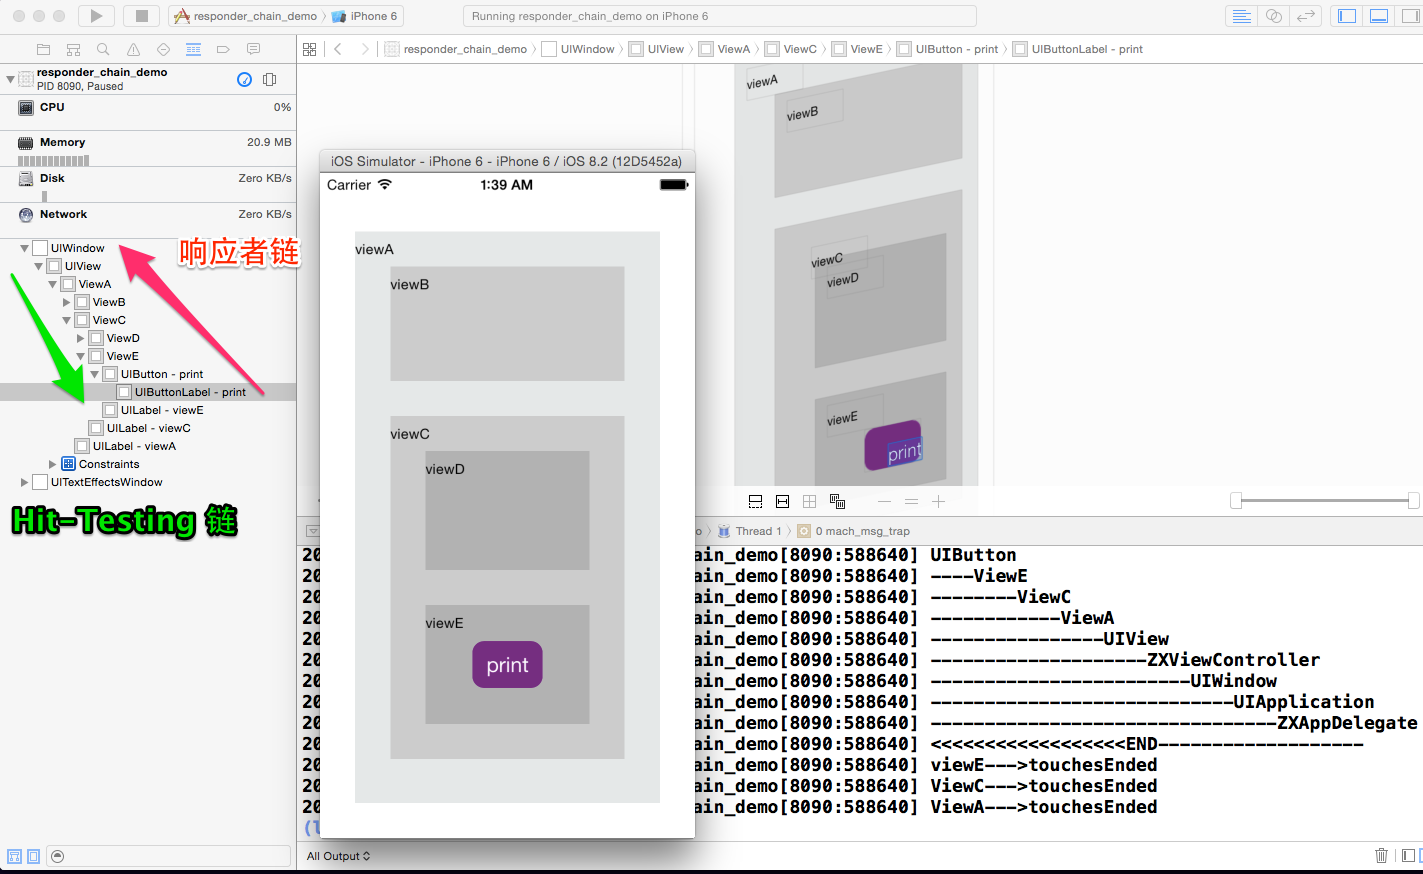 responder_chain_demo
iPhone 6
Running responder_chain_demo on iPhone 6
responder_chain_demo
UIWindow
UIView
ViewA
ViewC
ViewE
UIButton - print
UIButtonLabel - print
responder_chain_demo
PID 8090, Paused
CPU
0%
Memory
20.9 MB
Disk
Zero KB/s
Network
Zero KB/s
UIWindow
UIView
ViewA
ViewB
ViewC
ViewD
ViewE
UIButton - print
UIButtonLabel - print
UILabel - viewE
UILabel - viewC
UILabel - viewA
Constraints
UITextEffectsWindow
响应者链
Hit-Testing 链
iOS Simulator - iPhone 6 - iPhone 6 / iOS 8.2 (12D5452a)
Carrier
1:39 AM
viewA
viewB
viewC
viewD
viewE
print
viewA
viewB
viewC
viewD
viewE
print
Thread 1
0 mach_msg_trap
20 ain_demo[8090:588640] UIButton
20 ain_demo[8090:588640] ----ViewE
20 ain_demo[8090:588640] --------ViewC
20 ain_demo[8090:588640] ------------ViewA
20 ain_demo[8090:588640] ----------------UIView
20 ain_demo[8090:588640] --------------------ZXViewController
20 ain_demo[8090:588640] ------------------------UIWindow
20 ain_demo[8090:588640] ----------------------------UIApplication
20 ain_demo[8090:588640] --------------------------------ZXAppDelegate
20 ain_demo[8090:588640] <<<<<<<<<<<<<<<<<<END-------------------
20 ain_demo[8090:588640] viewE--->touchesEnded
20 ain_demo[8090:588640] ViewC--->touchesEnded
20 ain_demo[8090:588640] ViewA--->touchesEnded
All Output